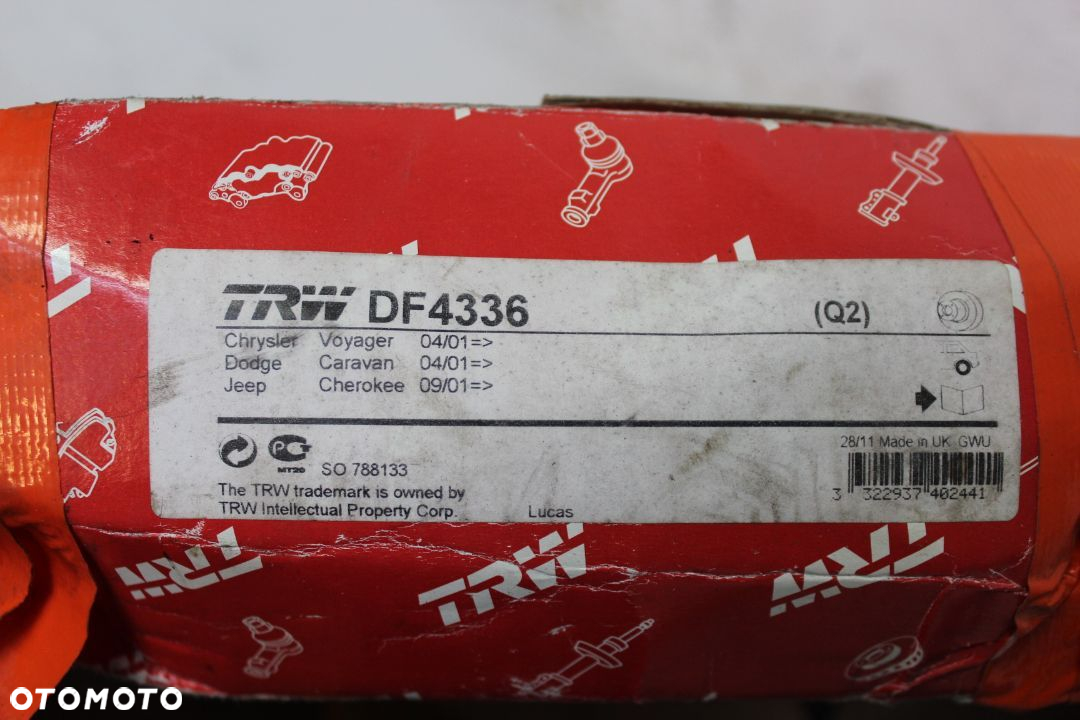 TRW DF4336 (Q2)
Chrysler Voyager 04/01=>
Dodge Caravan 04/01=>
Jeep Cherokee 09/01=>
28/11 Made in UK GWU
MT20 SO 788133
3 322937 402441
The TRW trademark is owned by
TRW Intellectual Property Corp. Lucas
TRW
TRW
TRW
OTOMOTO